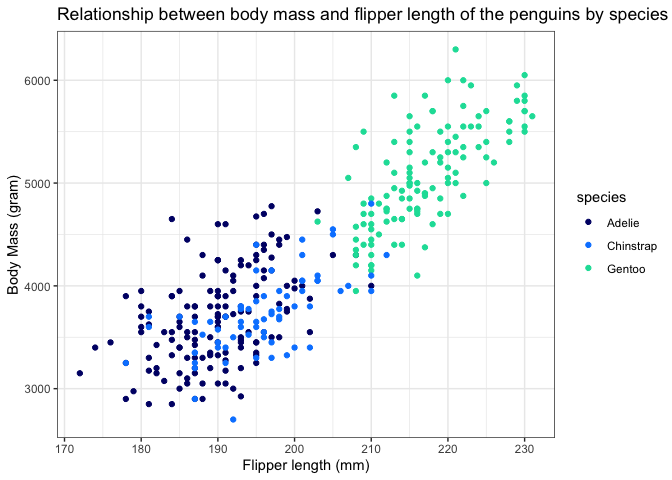 Relationship between body mass and flipper length of the penguins by species
6000
5000
4000
3000
Body Mass (gram)
170 180 190 200 210 220 230
Flipper length (mm)
species
Adelie
Chinstrap
Gentoo